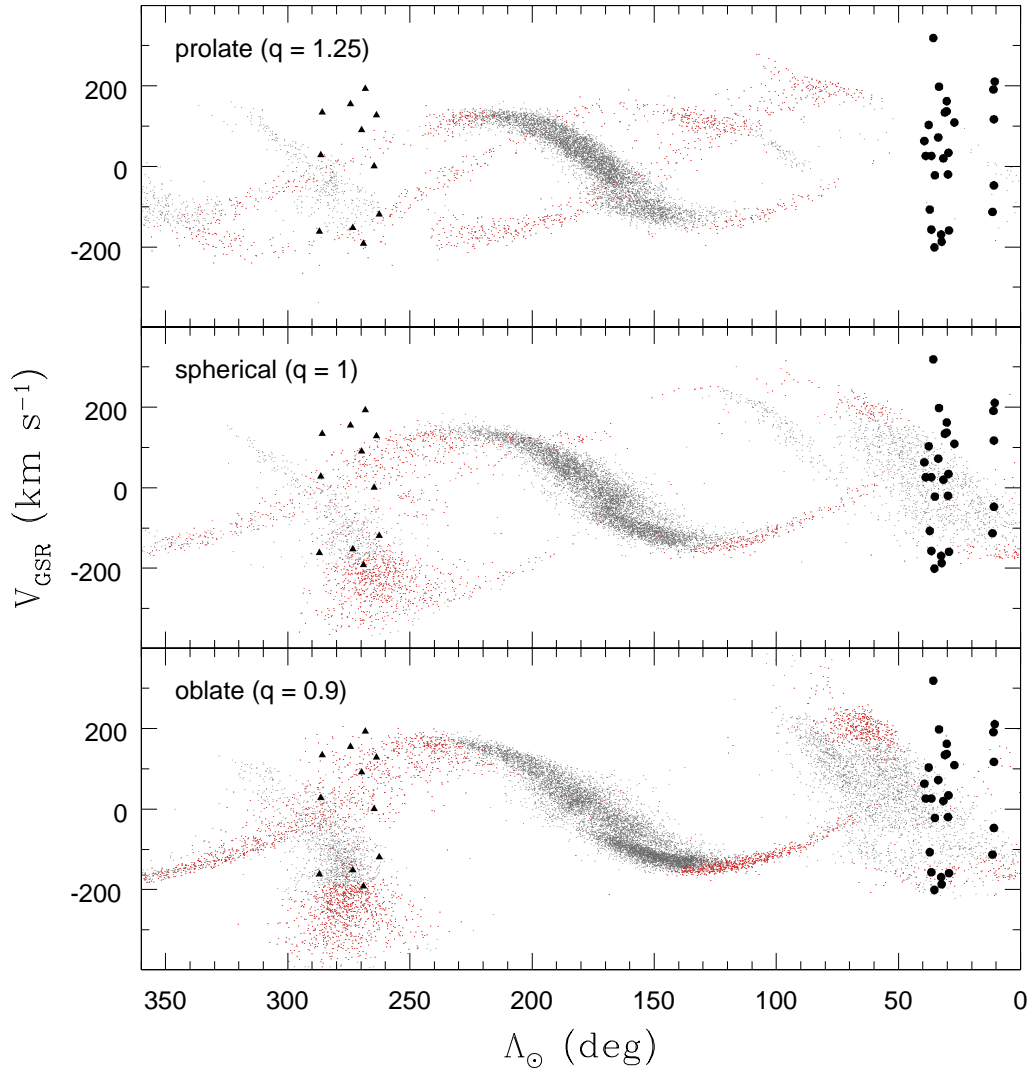 prolate (q = 1.25)
200
0
-200
spherical (q = 1)
200
0
-200
V_GSR (km s⁻¹)
oblate (q = 0.9)
200
0
-200
360 300 250 200 150 100 50 0
Λ_⊙ (deg)